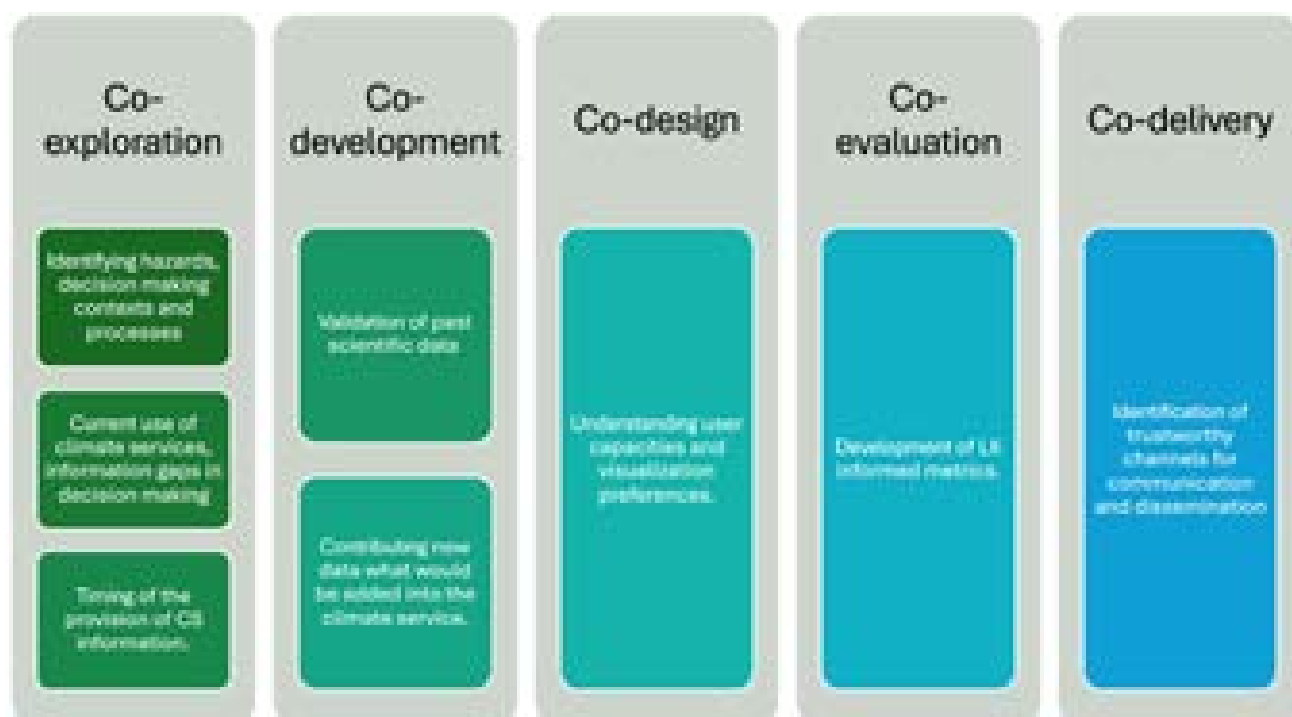 Co-
exploration
Identifying hazards,
decision making
contexts and
processes
Current use of
climate services,
information gaps in
decision making
Timing of the
provision of CS
information.
Co-
development
Validation of past
scientific data
Contributing new
data what would
be added into the
climate service.
Co-design
Understanding user
capacities and
visualization
preferences.
Co-
evaluation
Development of
informed metrics.
Co-delivery
Identification of
trustworthy
channels for
communication
and dissemination